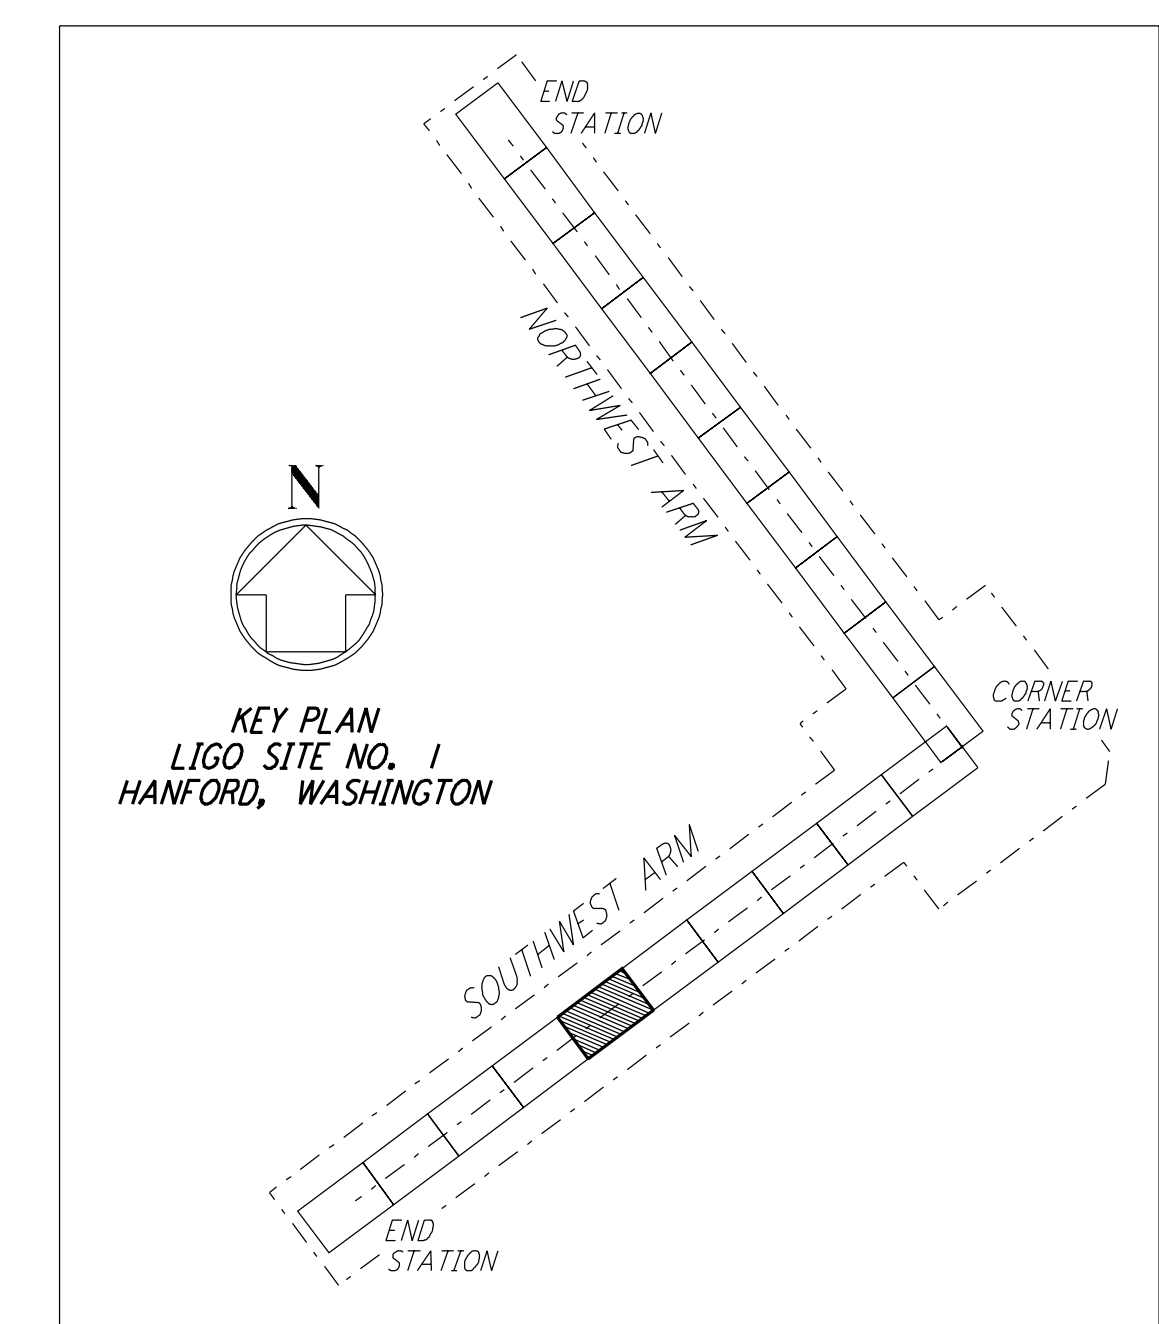 END
STATION
NORTHWEST ARM
N
KEY PLAN
LIGO SITE NO. 1
HANFORD, WASHINGTON
CORNER
STATION
SOUTHWEST ARM
END
STATION